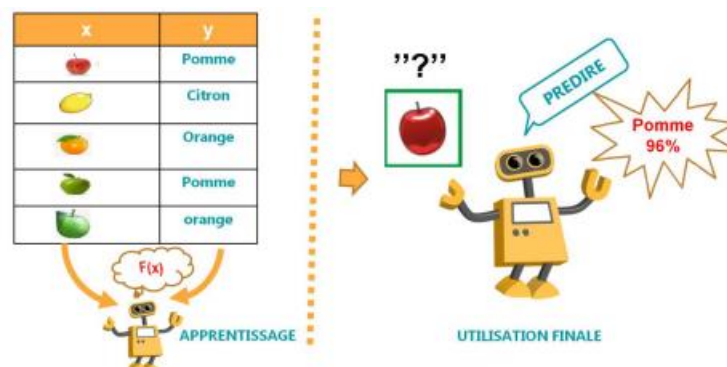 x y
Pomme
Citron
Orange
Pomme
orange
F(x)
APPRENTISSAGE
"?"
PREDIRE
Pomme
96%
UTILISATION FINALE